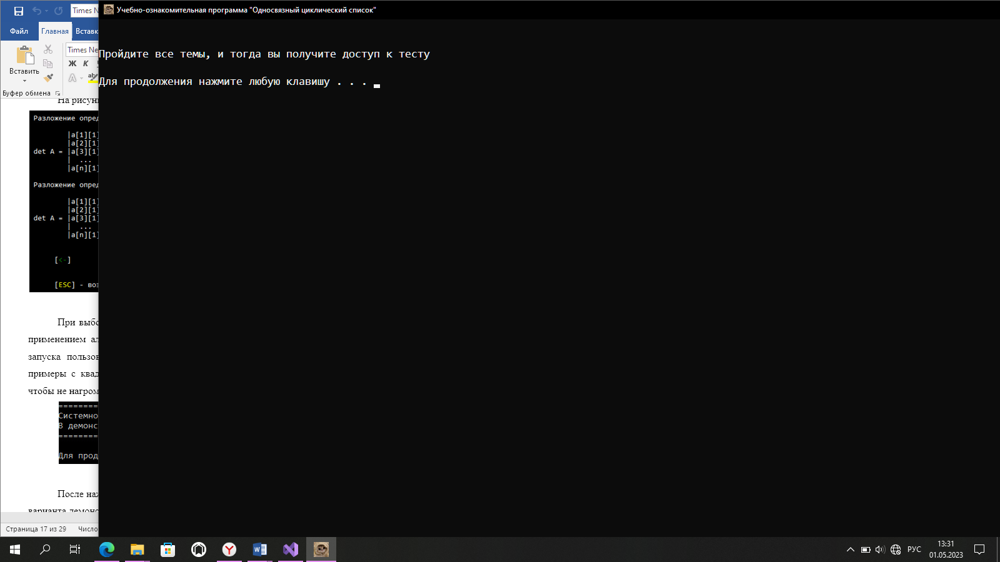 Учебно-ознакомительная программа "Односвязный циклический список"
Times N
Файл
Главная
Вставк
Times Ne
Вставить
Ж К
Буфер обмена
Пройдите все темы, и тогда вы получите доступ к тесту
Для продолжения нажмите любую клавишу . . .
На рисун
Разложение опред
|a[1][1]
|a[2][1]
det A = |a[3][1]
| ...
|a[n][1]
Разложение опред
|a[1][1]
|a[2][1]
det A = |a[3][1]
| ...
|a[n][1]
[<-]
[ESC] - воз
При выбо
применением ал
запуска пользов
примеры с квад
чтобы не нагром
==========
Системно
В демонс
==========
Для прод
После наж
варианта демонс
Страница 17 из 29
Число
РУС
13:31
01.05.2023